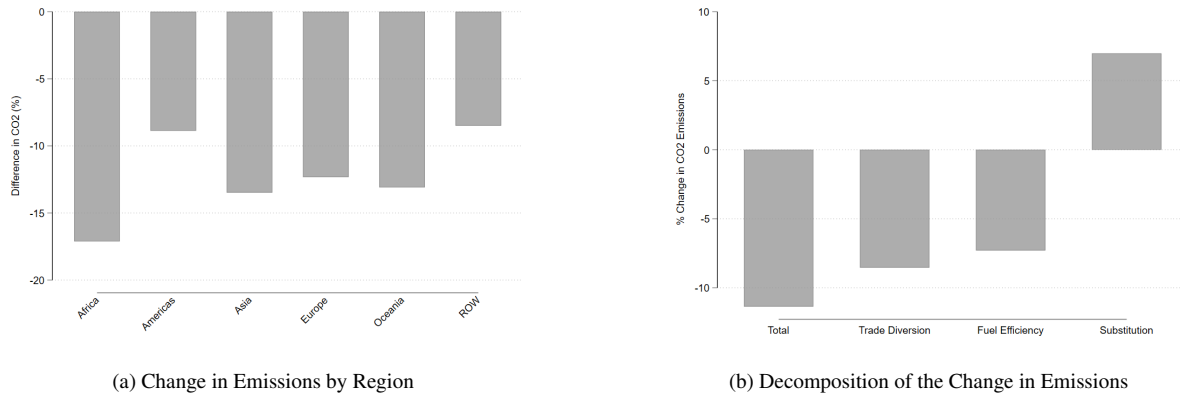 0
-5
-10
-15
-20
Difference in CO2 (%)
Africa
Americas
Asia
Europe
Oceania
ROW
(a) Change in Emissions by Region
10
5
0
-5
-10
% Change in CO2 Emissions
Total
Trade Diversion
Fuel Efficiency
Substitution
(b) Decomposition of the Change in Emissions